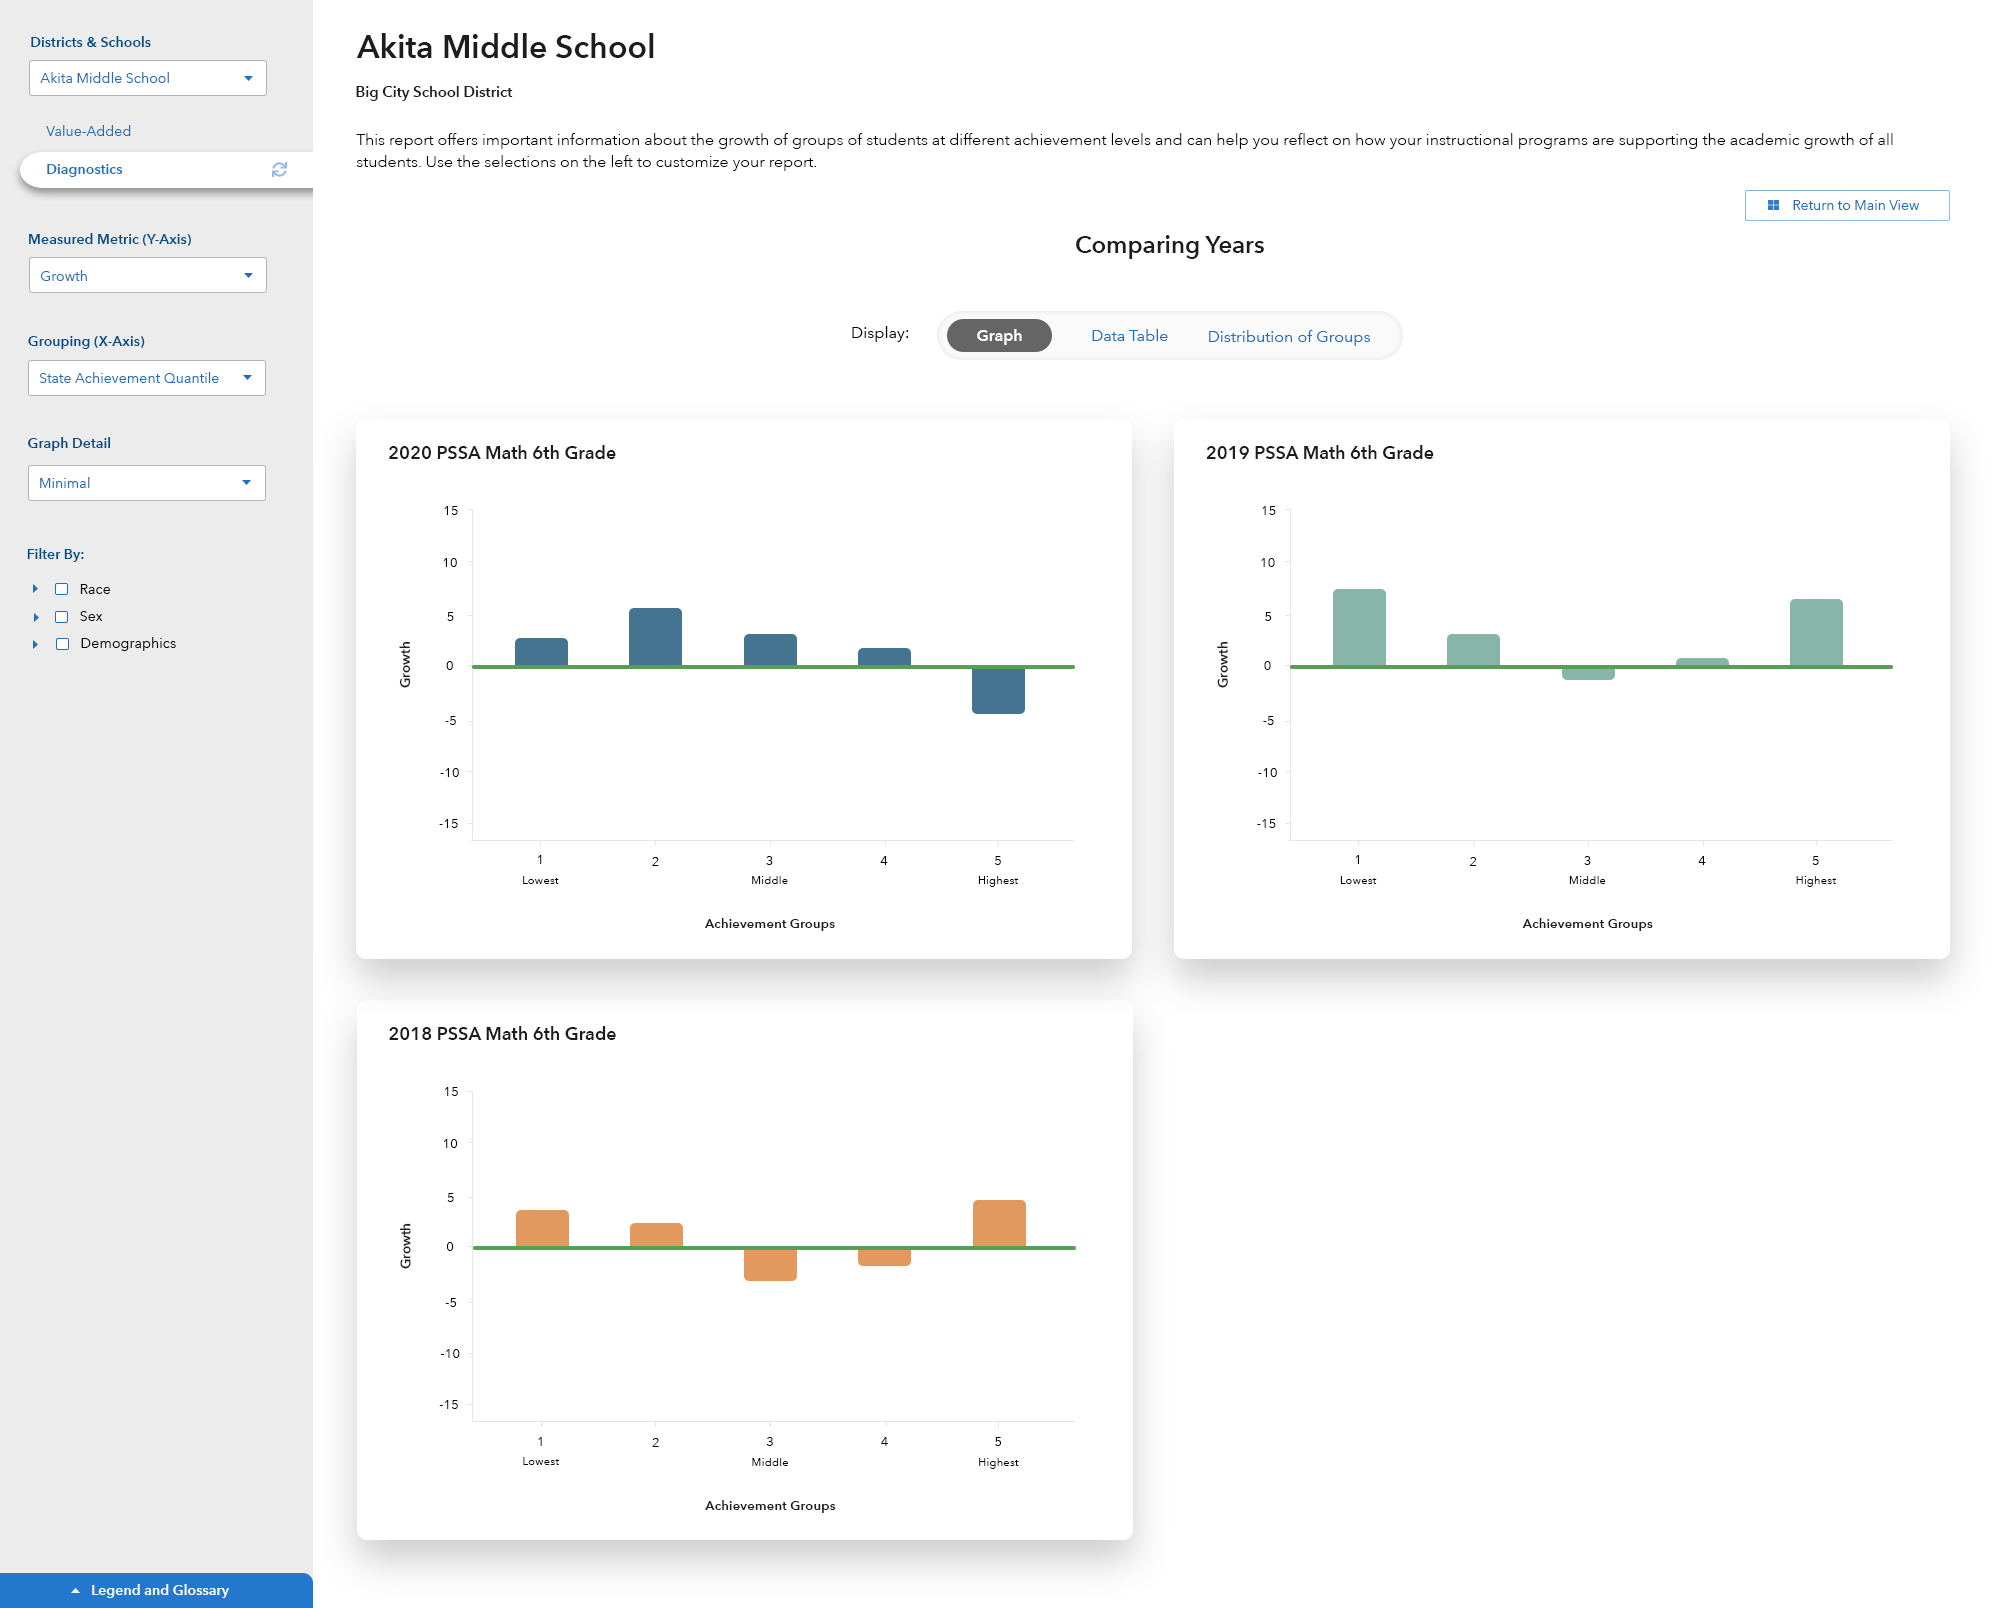 Districts & Schools
Akita Middle School
Value-Added
Diagnostics
Measured Metric (Y-Axis)
Growth
Grouping (X-Axis)
State Achievement Quantile
Graph Detail
Minimal
Filter By:
Race
Sex
Demographics
Legend and Glossary
Akita Middle School
Big City School District
This report offers important information about the growth of groups of students at different achievement levels and can help you reflect on how your instructional programs are supporting the academic growth of all
students. Use the selections on the left to customize your report.
Return to Main View
Comparing Years
Display:
Graph
Data Table
Distribution of Groups
2020 PSSA Math 6th Grade
Growth
15
10
5
0
-5
-10
-15
1 2 3 4 5
Lowest Middle Highest
Achievement Groups
2019 PSSA Math 6th Grade
Growth
15
10
5
0
-5
-10
-15
1 2 3 4 5
Lowest Middle Highest
Achievement Groups
2018 PSSA Math 6th Grade
Growth
15
10
5
0
-5
-10
-15
1 2 3 4 5
Lowest Middle Highest
Achievement Groups